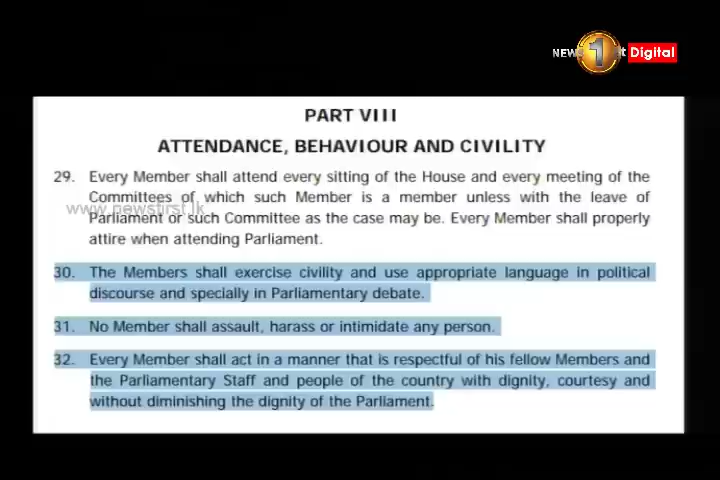 NEWS 1st Digital
PART VIII
ATTENDANCE, BEHAVIOUR AND CIVILITY
29. Every Member shall attend every sitting of the House and every meeting of the
Committees of which such Member is a member unless with the leave of
www.newsfirst.lk
Parliament or such Committee as the case may be. Every Member shall properly
attire when attending Parliament.
30. The Members shall exercise civility and use appropriate language in political
discourse and specially in Parliamentary debate.
31. No Member shall assault, harass or intimidate any person.
32. Every Member shall act in a manner that is respectful of his fellow Members and
the Parliamentary Staff and people of the country with dignity, courtesy and
without diminishing the dignity of the Parliament.